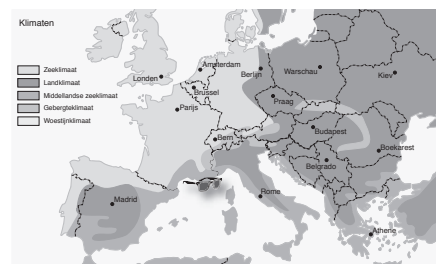 Klimaten
Zeeklimaat
Landklimaat
Middellandse zeeklimaat
Gebergteklimaat
Woestijnklimaat
Amsterdam
Londen
Berlijn
Warschau
Kiev
Brussel
Praag
Parijs
Bern
Budapest
Boekarest
Belgrado
Madrid
Rome
Athene